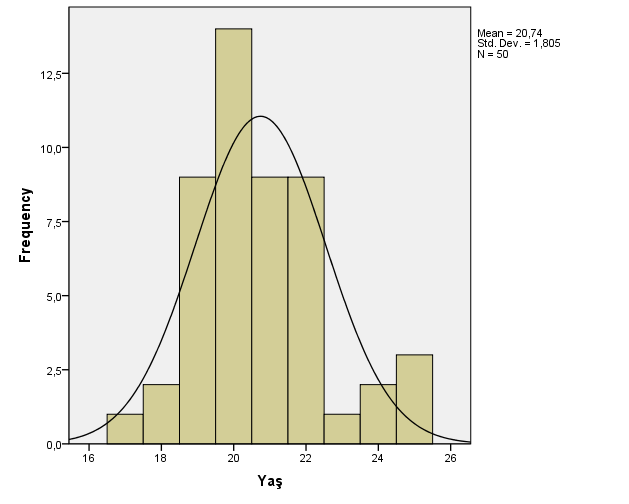 Mean = 20,74
Std. Dev. = 1,805
N = 50
12,5
10,0
7,5
5,0
2,5
0,0
Frequency
16 18 20 22 24 26
Yaş